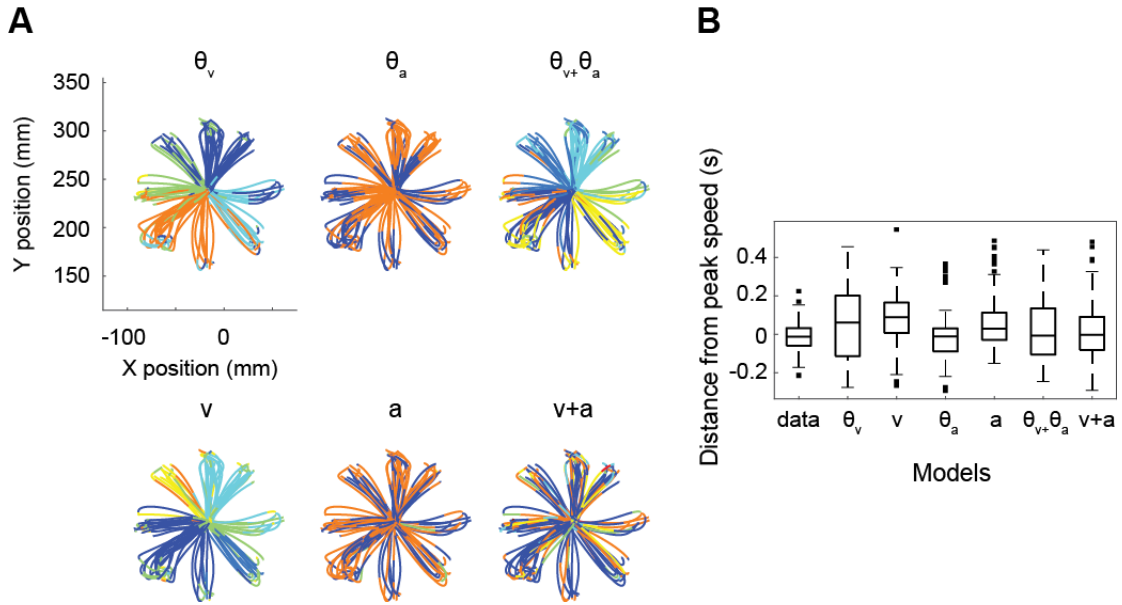 A
B
θv
θa
θv+θa
350
300
240
200
150
Y position (mm)
-100
0
X position (mm)
v
a
v+a
Distance from peak speed (s)
0.4
0.2
0
-0.2
data
θv
v
θa
a
θv+θa
v+a
Models